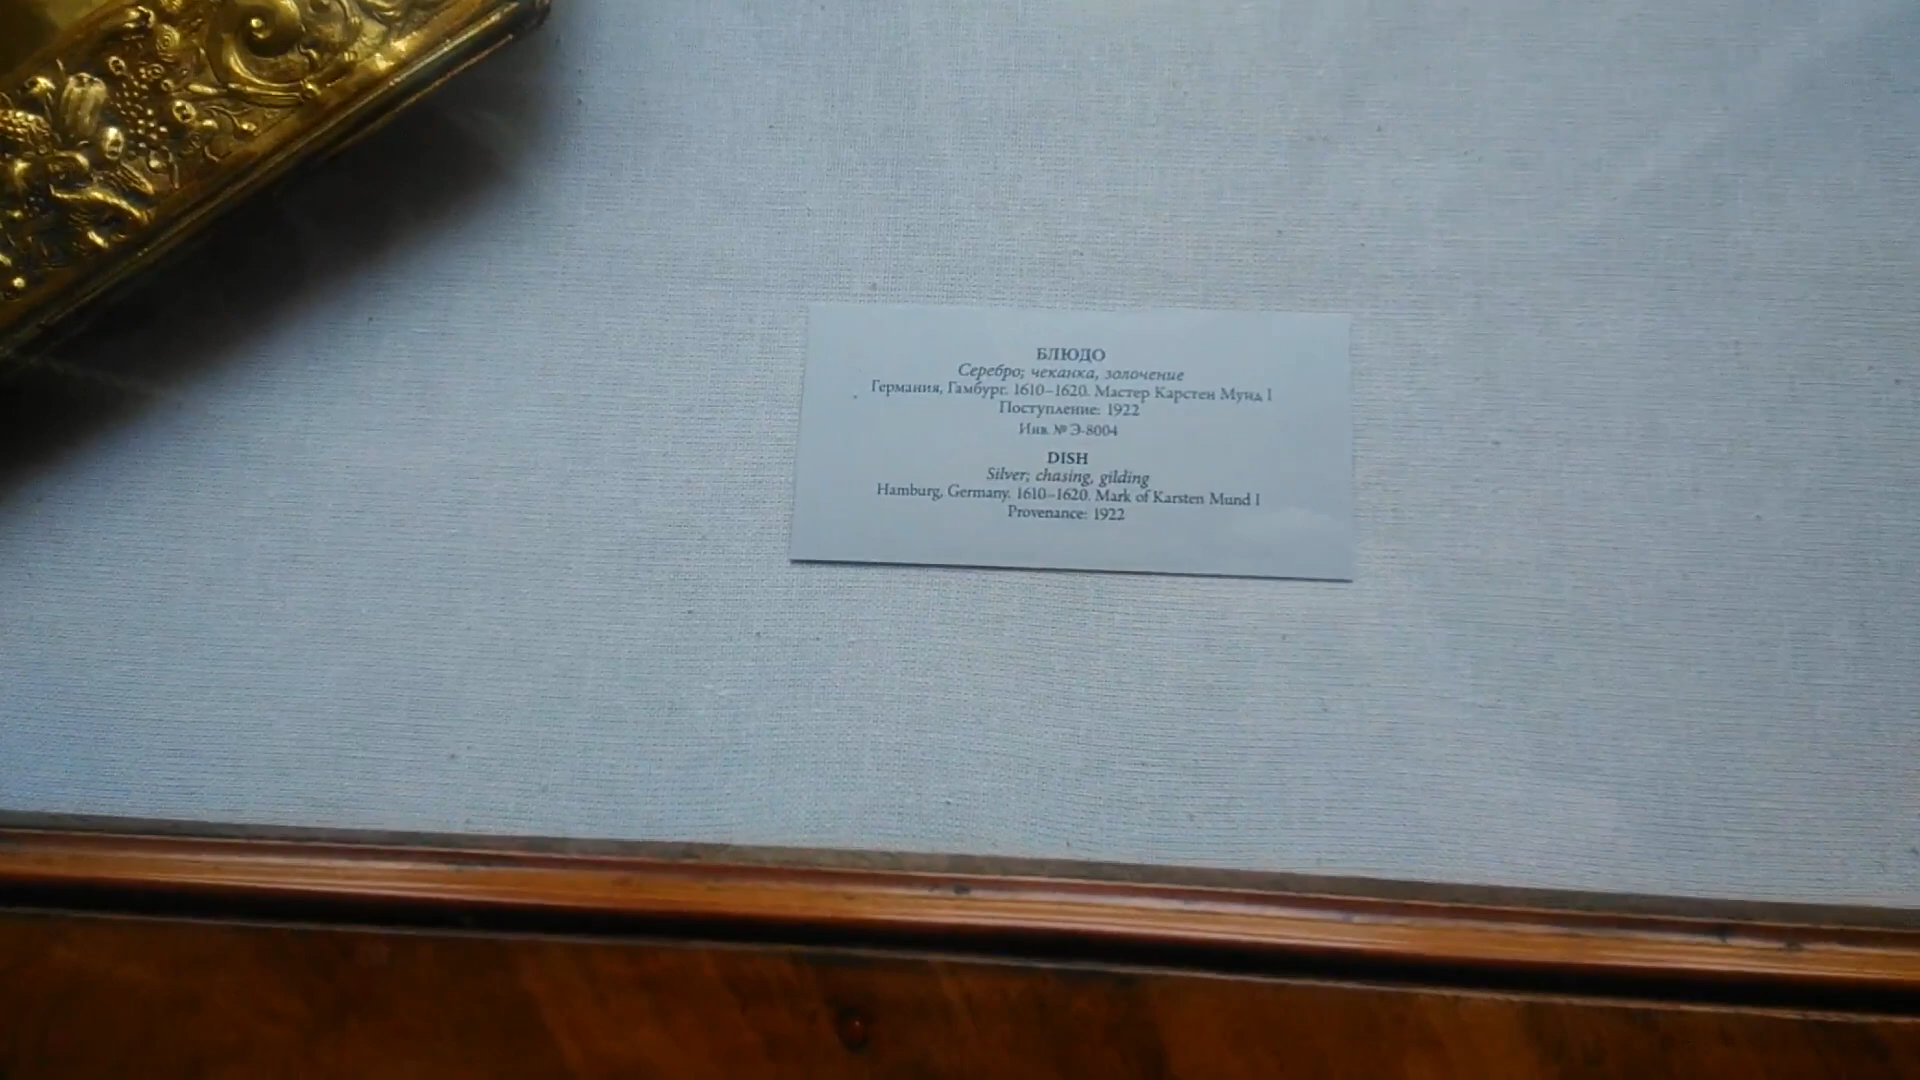 БЛЮДО
Серебро; чеканка, золочение
Германия, Гамбург. 1610–1620. Мастер Карстен Мунд I
Поступление: 1922
Инв. № Э-8004
DISH
Silver; chasing, gilding
Hamburg, Germany. 1610–1620. Mark of Karsten Mund I
Provenance: 1922